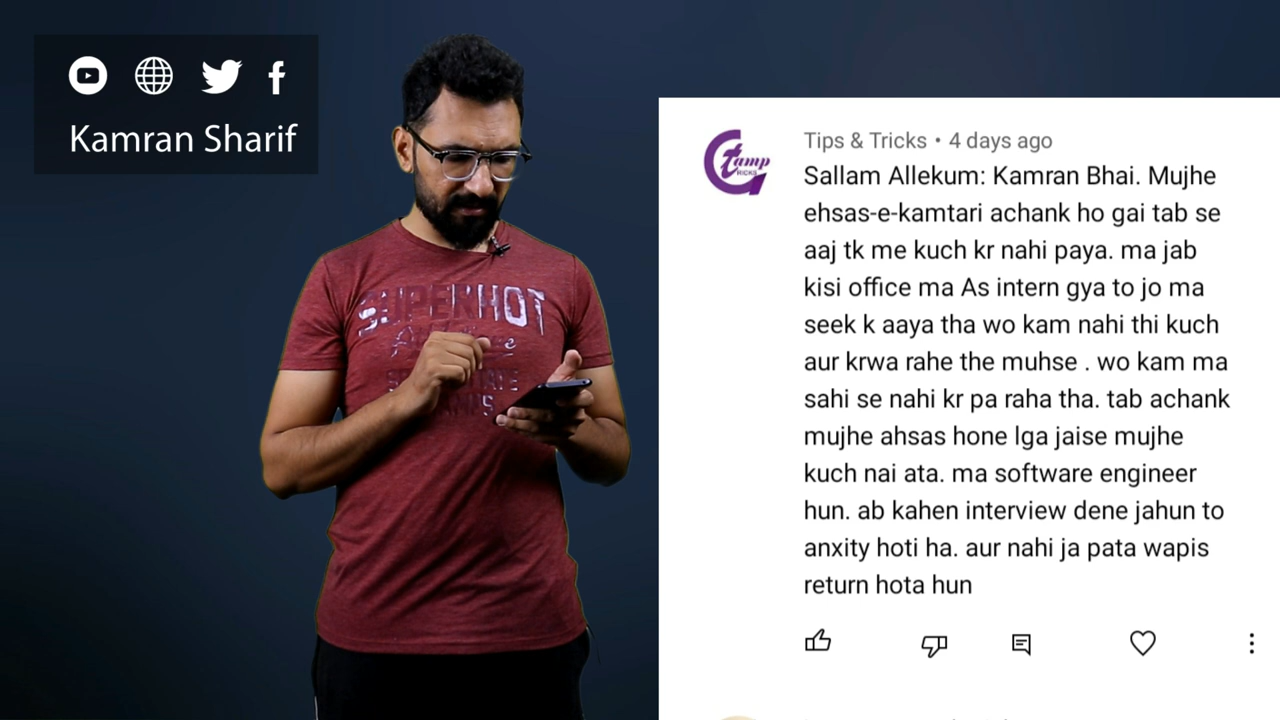 Kamran Sharif
SUPERHOT
Tips & Tricks • 4 days ago
tamp
TRICKS
Sallam Allekum: Kamran Bhai. Mujhe
ehsas-e-kamtari achank ho gai tab se
aaj tk me kuch kr nahi paya. ma jab
kisi office ma As intern gya to jo ma
seek k aaya tha wo kam nahi thi kuch
aur krwa rahe the muhse . wo kam ma
sahi se nahi kr pa raha tha. tab achank
mujhe ahsas hone lga jaise mujhe
kuch nai ata. ma software engineer
hun. ab kahen interview dene jahun to
anxity hoti ha. aur nahi ja pata wapis
return hota hun